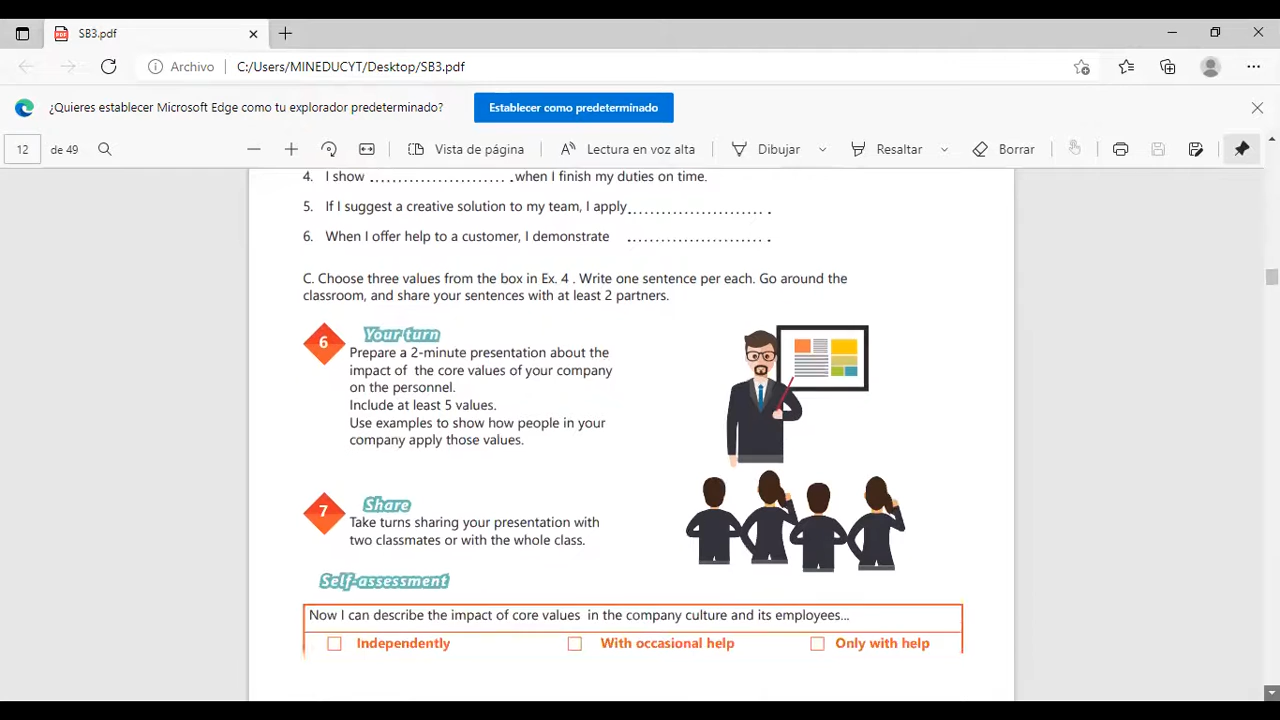 SB3.pdf
Archivo C:/Users/MINEDUCYT/Desktop/SB3.pdf
¿Quieres establecer Microsoft Edge como tu explorador predeterminado? Establecer como predeterminado
12 de 49 Vista de página Lectura en voz alta Dibujar Resaltar Borrar
4. I show ........................ when I finish my duties on time.
5. If I suggest a creative solution to my team, I apply........................ .
6. When I offer help to a customer, I demonstrate ........................ .
C. Choose three values from the box in Ex. 4 . Write one sentence per each. Go around the
classroom, and share your sentences with at least 2 partners.
6 Your turn
Prepare a 2-minute presentation about the
impact of the core values of your company
on the personnel.
Include at least 5 values.
Use examples to show how people in your
company apply those values.
7 Share
Take turns sharing your presentation with
two classmates or with the whole class.
Self-assessment
Now I can describe the impact of core values in the company culture and its employees...
Independently With occasional help Only with help